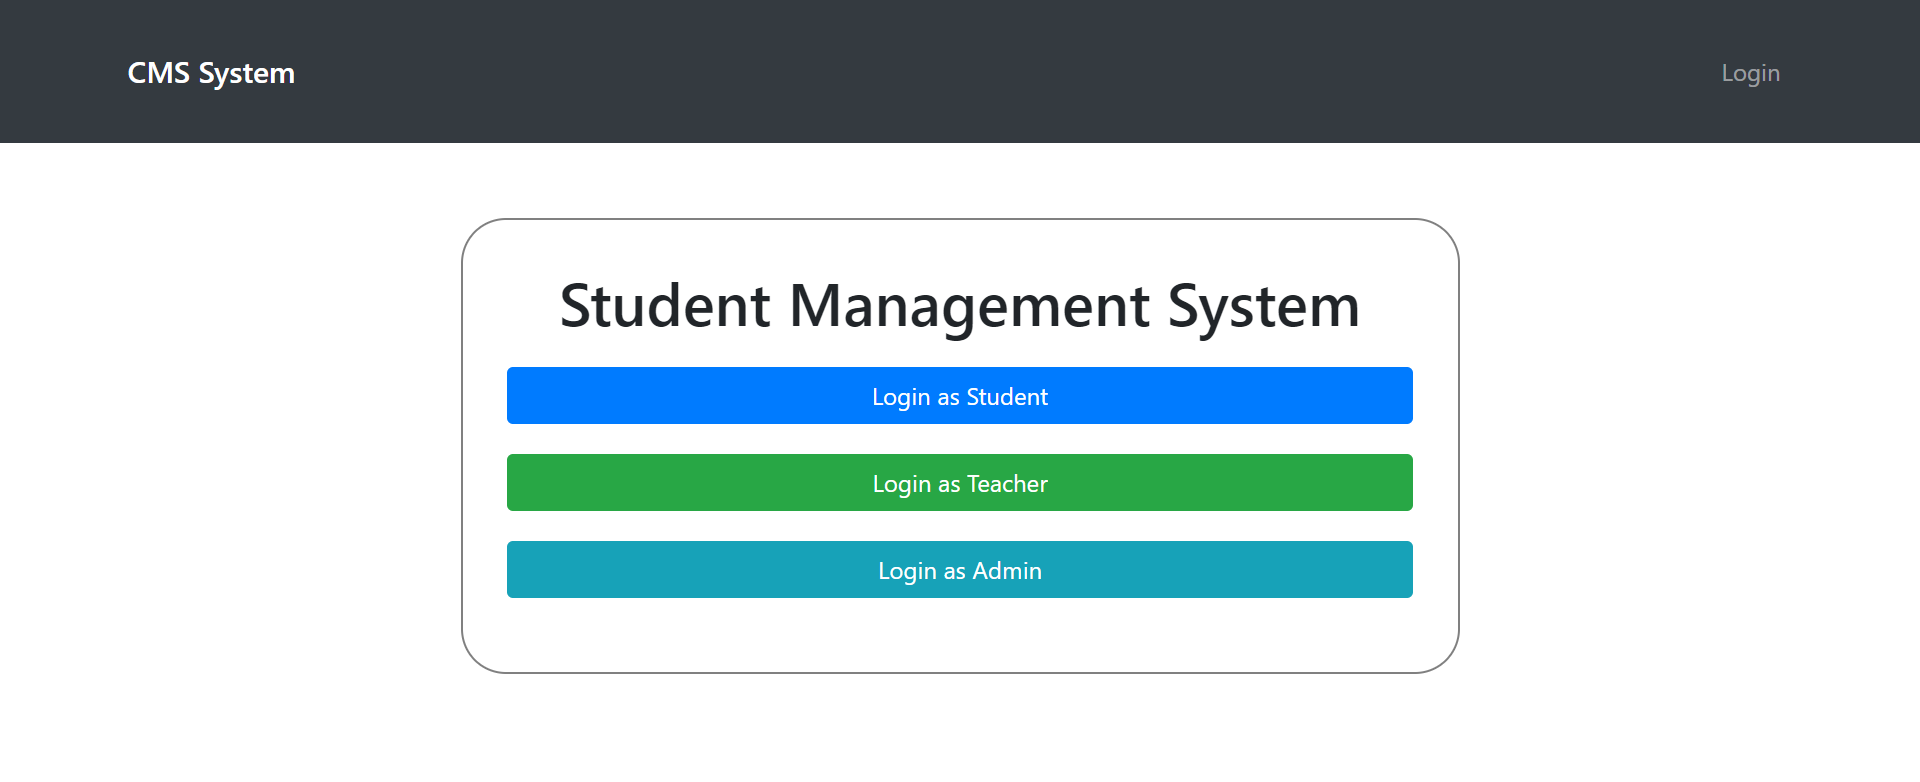 CMS System
Login
Student Management System
Login as Student
Login as Teacher
Login as Admin